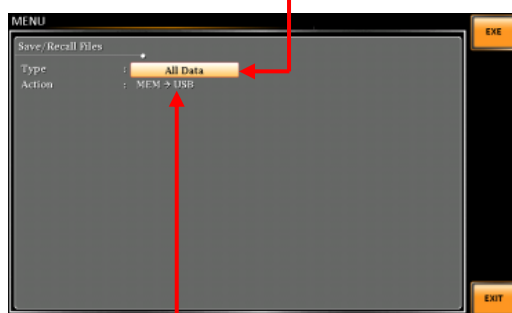 MENU
EXE
Save/Recall Files
Type : All Data
Action : MEM → USB
EXIT